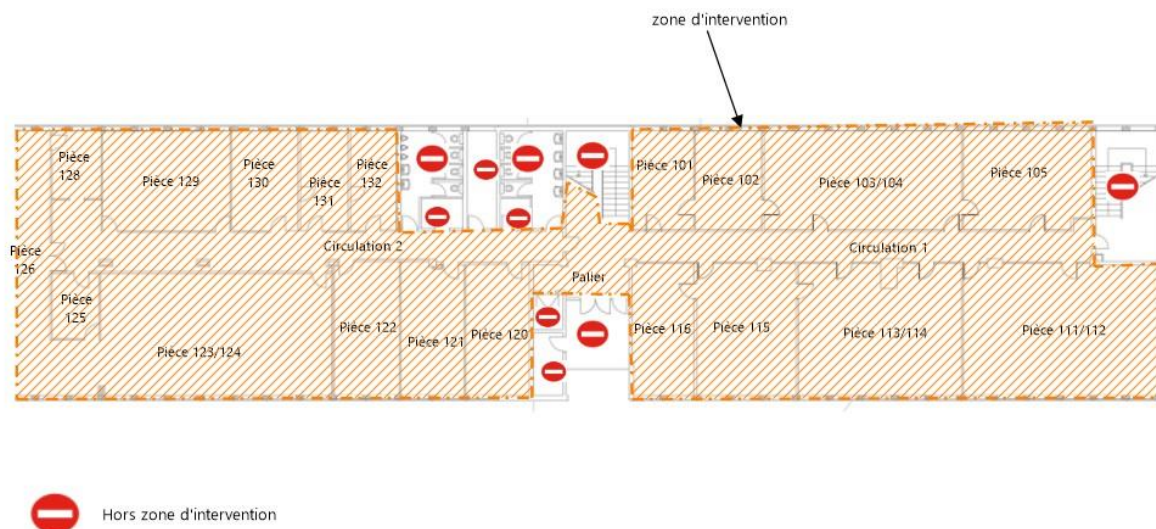 zone d'intervention
Pièce
128
Pièce 129
Pièce
130
Pièce
131
Pièce
132
Pièce 101
Pièce 102
Pièce 103/104
Pièce 105
Pièce
126
Circulation 2
Circulation 1
Palier
Pièce
125
Pièce 123/124
Pièce 122
Pièce 121
Pièce 120
Pièce 116
Pièce 115
Pièce 113/114
Pièce 111/112
Hors zone d'intervention